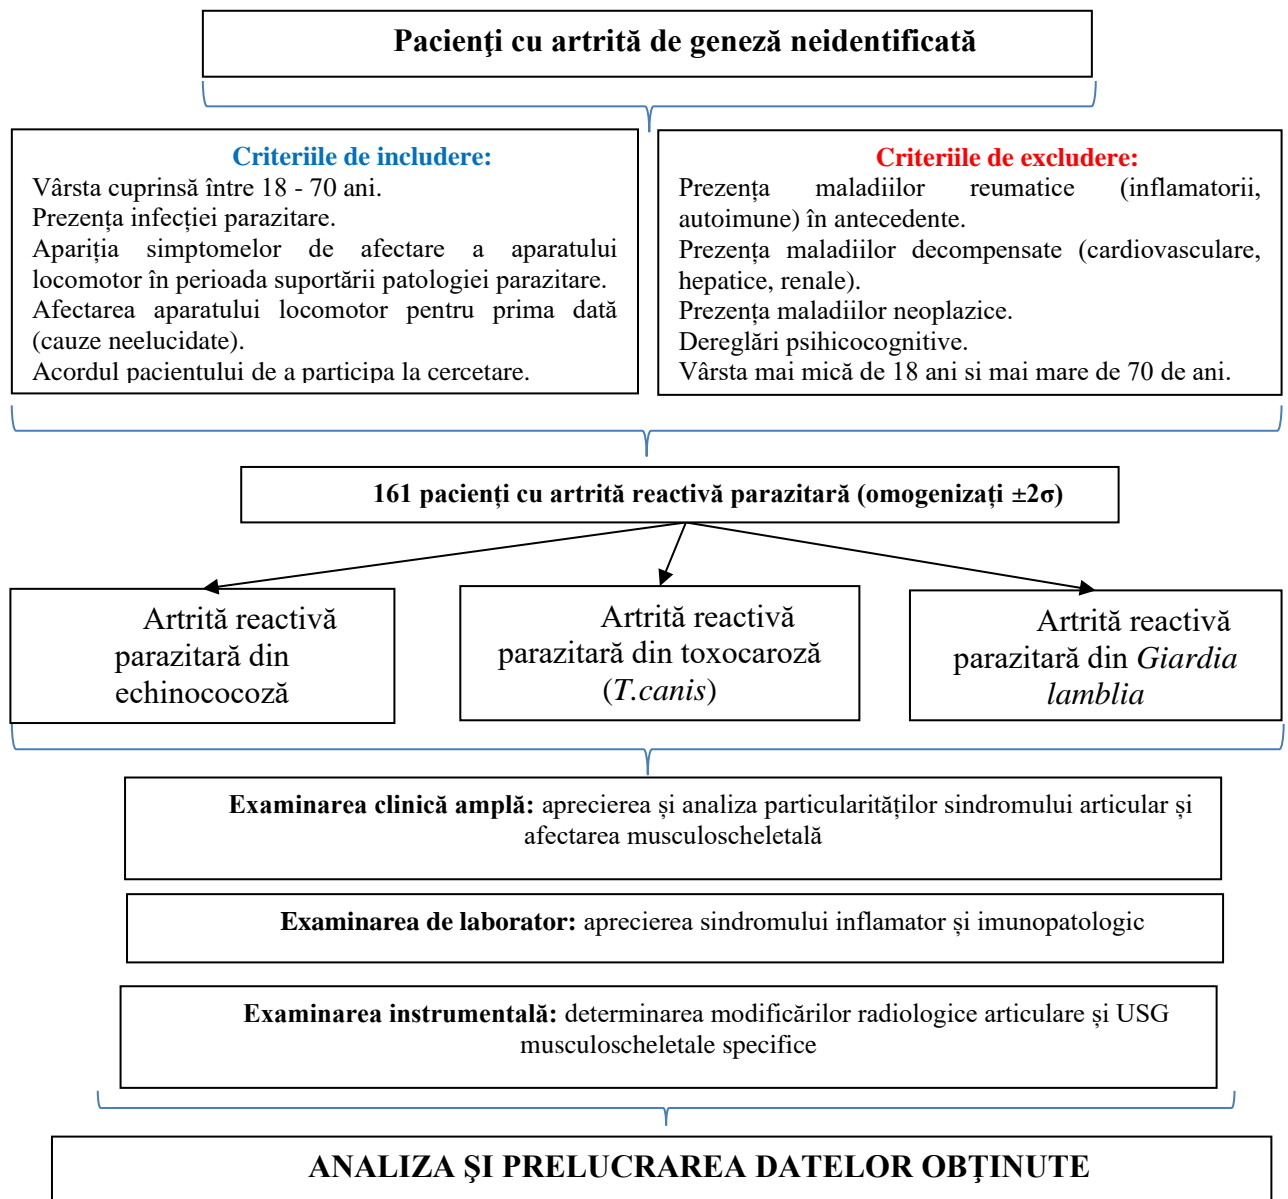 Pacienţi cu artrită de geneză neidentificată
Criteriile de includere:
Vârsta cuprinsă între 18 - 70 ani.
Prezența infecției parazitare.
Apariția simptomelor de afectare a aparatului
locomotor în perioada suportării patologiei parazitare.
Afectarea aparatului locomotor pentru prima dată
(cauze neelucidate).
Acordul pacientului de a participa la cercetare.
Criteriile de excludere:
Prezența maladiilor reumatice (inflamatorii,
autoimune) în antecedente.
Prezența maladiilor decompensate (cardiovasculare,
hepatice, renale).
Prezența maladiilor neoplazice.
Dereglări psihicocognitive.
Vârsta mai mică de 18 ani si mai mare de 70 de ani.
161 pacienți cu artrită reactivă parazitară (omogenizați ±2σ)
Artrită reactivă
parazitară din
echinococoză
Artrită reactivă
parazitară din toxocaroză
(T.canis)
Artrită reactivă
parazitară din Giardia
lamblia
Examinarea clinică amplă: aprecierea și analiza particularităților sindromului articular și
afectarea musculoscheletală
Examinarea de laborator: aprecierea sindromului inflamator și imunopatologic
Examinarea instrumentală: determinarea modificărilor radiologice articulare și USG
musculoscheletale specifice
ANALIZA ŞI PRELUCRAREA DATELOR OBŢINUTE